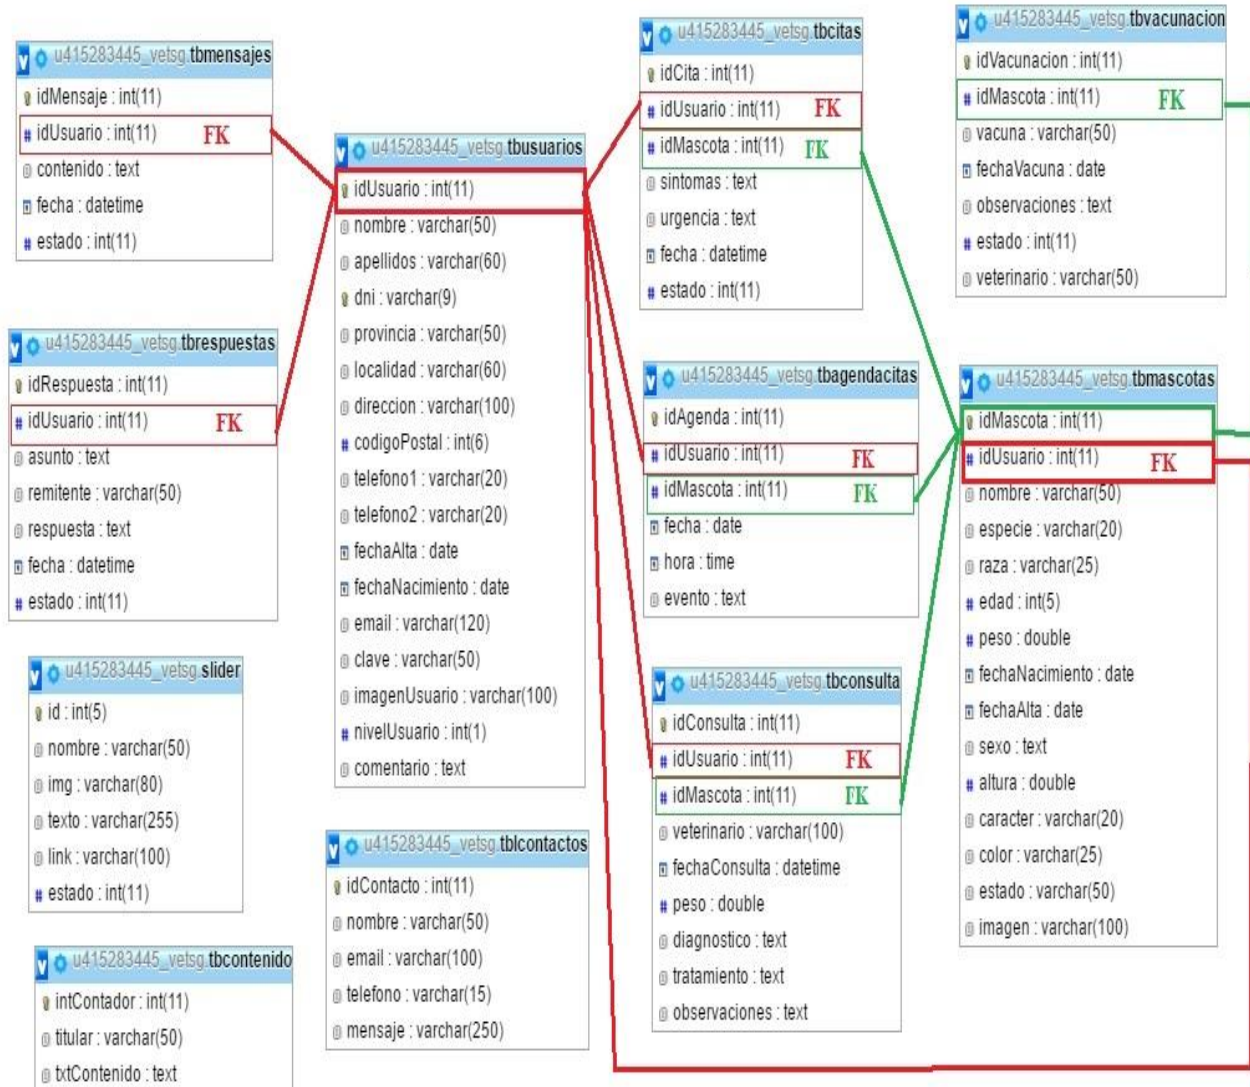 u415283445_vetsg.tbmensajes
idMensaje : int(11)
idUsuario : int(11) FK
contenido : text
fecha : datetime
estado : int(11)
u415283445_vetsg.tbrespuestas
idRespuesta : int(11)
idUsuario : int(11) FK
asunto : text
remitente : varchar(50)
respuesta : text
fecha : datetime
estado : int(11)
u415283445_vetsg.slider
id : int(5)
nombre : varchar(50)
img : varchar(80)
texto : varchar(255)
link : varchar(100)
estado : int(11)
u415283445_vetsg.tbcontenido
intContador : int(11)
titular : varchar(50)
txtContenido : text
u415283445_vetsg.tbusuarios
idUsuario : int(11)
nombre : varchar(50)
apellidos : varchar(60)
dni : varchar(9)
provincia : varchar(50)
localidad : varchar(60)
direccion : varchar(100)
codigoPostal : int(6)
telefono1 : varchar(20)
telefono2 : varchar(20)
fechaAlta : date
fechaNacimiento : date
email : varchar(120)
clave : varchar(50)
imagenUsuario : varchar(100)
nivelUsuario : int(1)
comentario : text
u415283445_vetsg.tblcontactos
idContacto : int(11)
nombre : varchar(50)
email : varchar(100)
telefono : varchar(15)
mensaje : varchar(250)
u415283445_vetsg.tbcitas
idCita : int(11)
idUsuario : int(11) FK
idMascota : int(11) FK
sintomas : text
urgencia : text
fecha : datetime
estado : int(11)
u415283445_vetsg.tbagendacitas
idAgenda : int(11)
idUsuario : int(11) FK
idMascota : int(11) FK
fecha : date
hora : time
evento : text
u415283445_vetsg.tbconsulta
idConsulta : int(11)
idUsuario : int(11) FK
idMascota : int(11) FK
veterinario : varchar(100)
fechaConsulta : datetime
peso : double
diagnostico : text
tratamiento : text
observaciones : text
u415283445_vetsg.tbvacunacion
idVacunacion : int(11)
idMascota : int(11) FK
vacuna : varchar(50)
fechaVacuna : date
observaciones : text
estado : int(11)
veterinario : varchar(50)
u415283445_vetsg.tbmascotas
idMascota : int(11)
idUsuario : int(11) FK
nombre : varchar(50)
especie : varchar(20)
raza : varchar(25)
edad : int(5)
peso : double
fechaNacimiento : date
fechaAlta : date
sexo : text
altura : double
caracter : varchar(20)
color : varchar(25)
estado : varchar(50)
imagen : varchar(100)